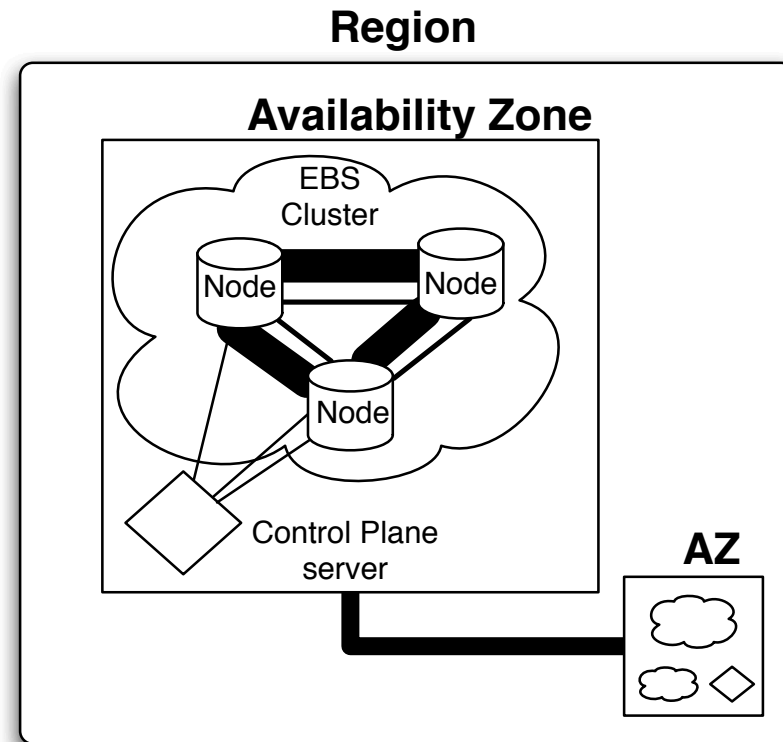 Region
Availability Zone
EBS
Cluster
Node
Node
Node
Control Plane
server
AZ